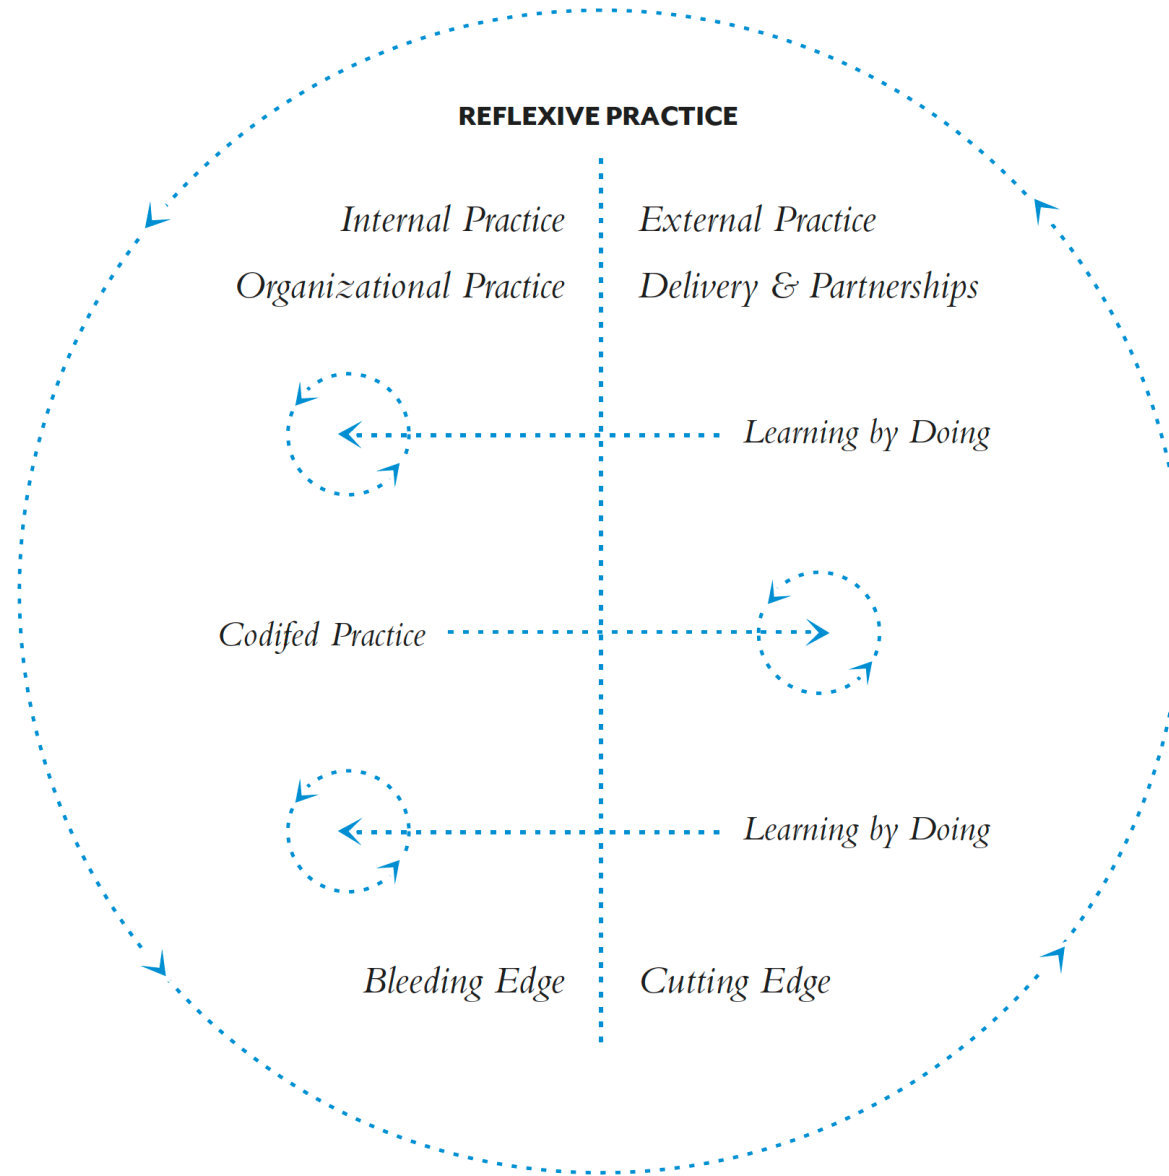 REFLEXIVE PRACTICE
Internal Practice
External Practice
Organizational Practice
Delivery & Partnerships
Learning by Doing
Codifed Practice
Learning by Doing
Bleeding Edge
Cutting Edge